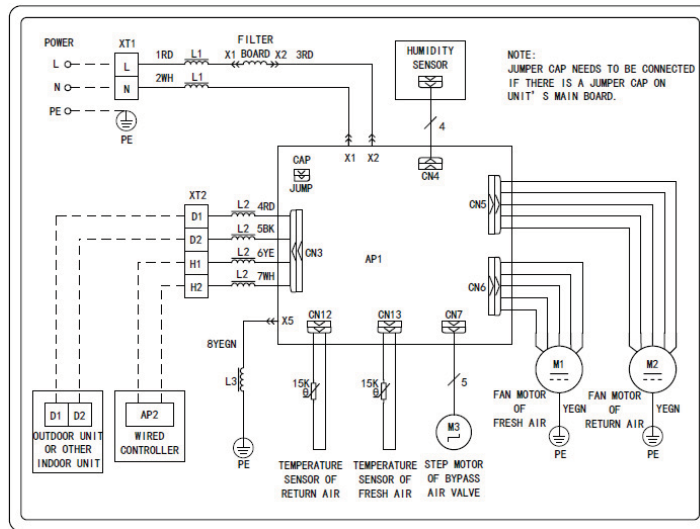 POWER
XT1
FILTER
BOARD
L
L
1RD
L1
X1
X2
3RD
N
N
2WH
L1
PE
PE
HUMIDITY
SENSOR
NOTE:
JUMPER CAP NEEDS TO BE CONNECTED
IF THERE IS A JUMPER CAP ON
UNIT'S MAIN BOARD.
4
X1
X2
CN4
CAP
JUMP
XT2
D1
L2
4RD
D2
L2
5BK
H1
L2
6YE
H2
L2
7WH
CN3
AP1
CN5
CN6
X5
CN12
CN13
CN7
8YEGN
L3
PE
15K
θ
15K
θ
5
M3
M1
M2
FAN MOTOR
OF
FRESH AIR
YEGN
PE
FAN MOTOR
OF
RETURN AIR
YEGN
PE
D1
D2
OUTDOOR UNIT
OR OTHER
INDOOR UNIT
AP2
WIRED
CONTROLLER
TEMPERATURE
SENSOR OF
RETURN AIR
TEMPERATURE
SENSOR OF
FRESH AIR
STEP MOTOR
OF BYPASS
AIR VALVE